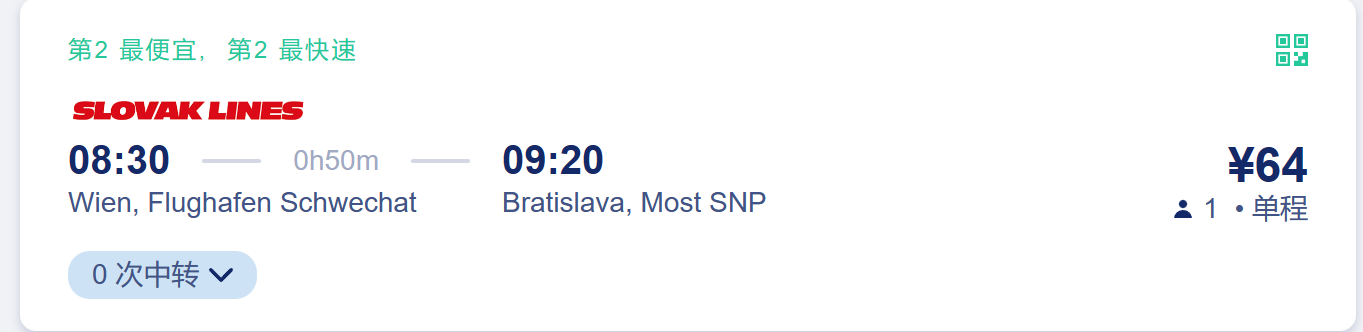 第2 最便宜, 第2 最快速
SLOVAK LINES
08:30 0h50m 09:20
Wien, Flughafen Schwechat Bratislava, Most SNP
¥64
1 • 单程
0 次中转